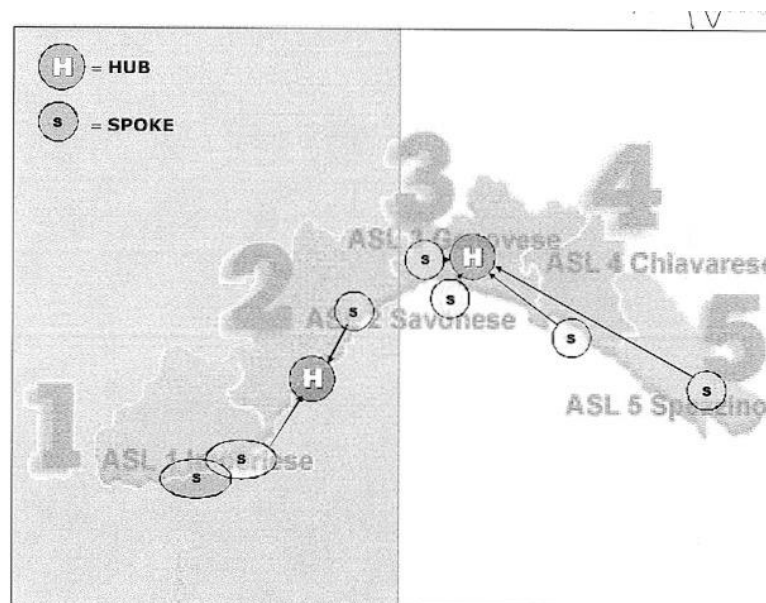 H = HUB
s = SPOKE
3
4
ASL 3 Genovese
2
s
H
ASL 4 Chiavarese
s
s
ASL 2 Savonese
5
s
H
s
1
ASL 5 Spezzino
ASL 1 Imperiese
s
s